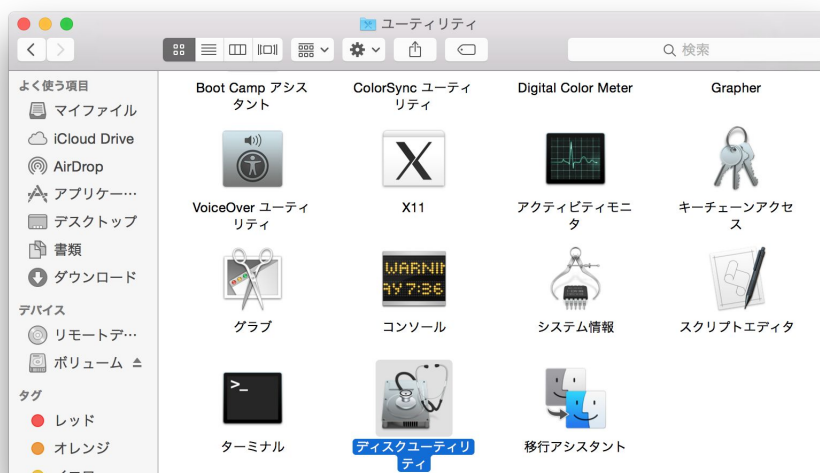 ユーティリティ
検索
よく使う項目
マイファイル
iCloud Drive
AirDrop
アプリケー…
デスクトップ
書類
ダウンロード
デバイス
リモートデ…
ボリューム
タグ
レッド
オレンジ
Boot Camp アシス
タント
ColorSync ユーティ
リティ
Digital Color Meter
Grapher
VoiceOver ユーティ
リティ
X11
アクティビティモニ
タ
キーチェーンアクセ
ス
WARNIN
AY 7:36
グラブ
コンソール
システム情報
スクリプトエディタ
>_
ターミナル
ディスクユーティリ
ティ
移行アシスタント